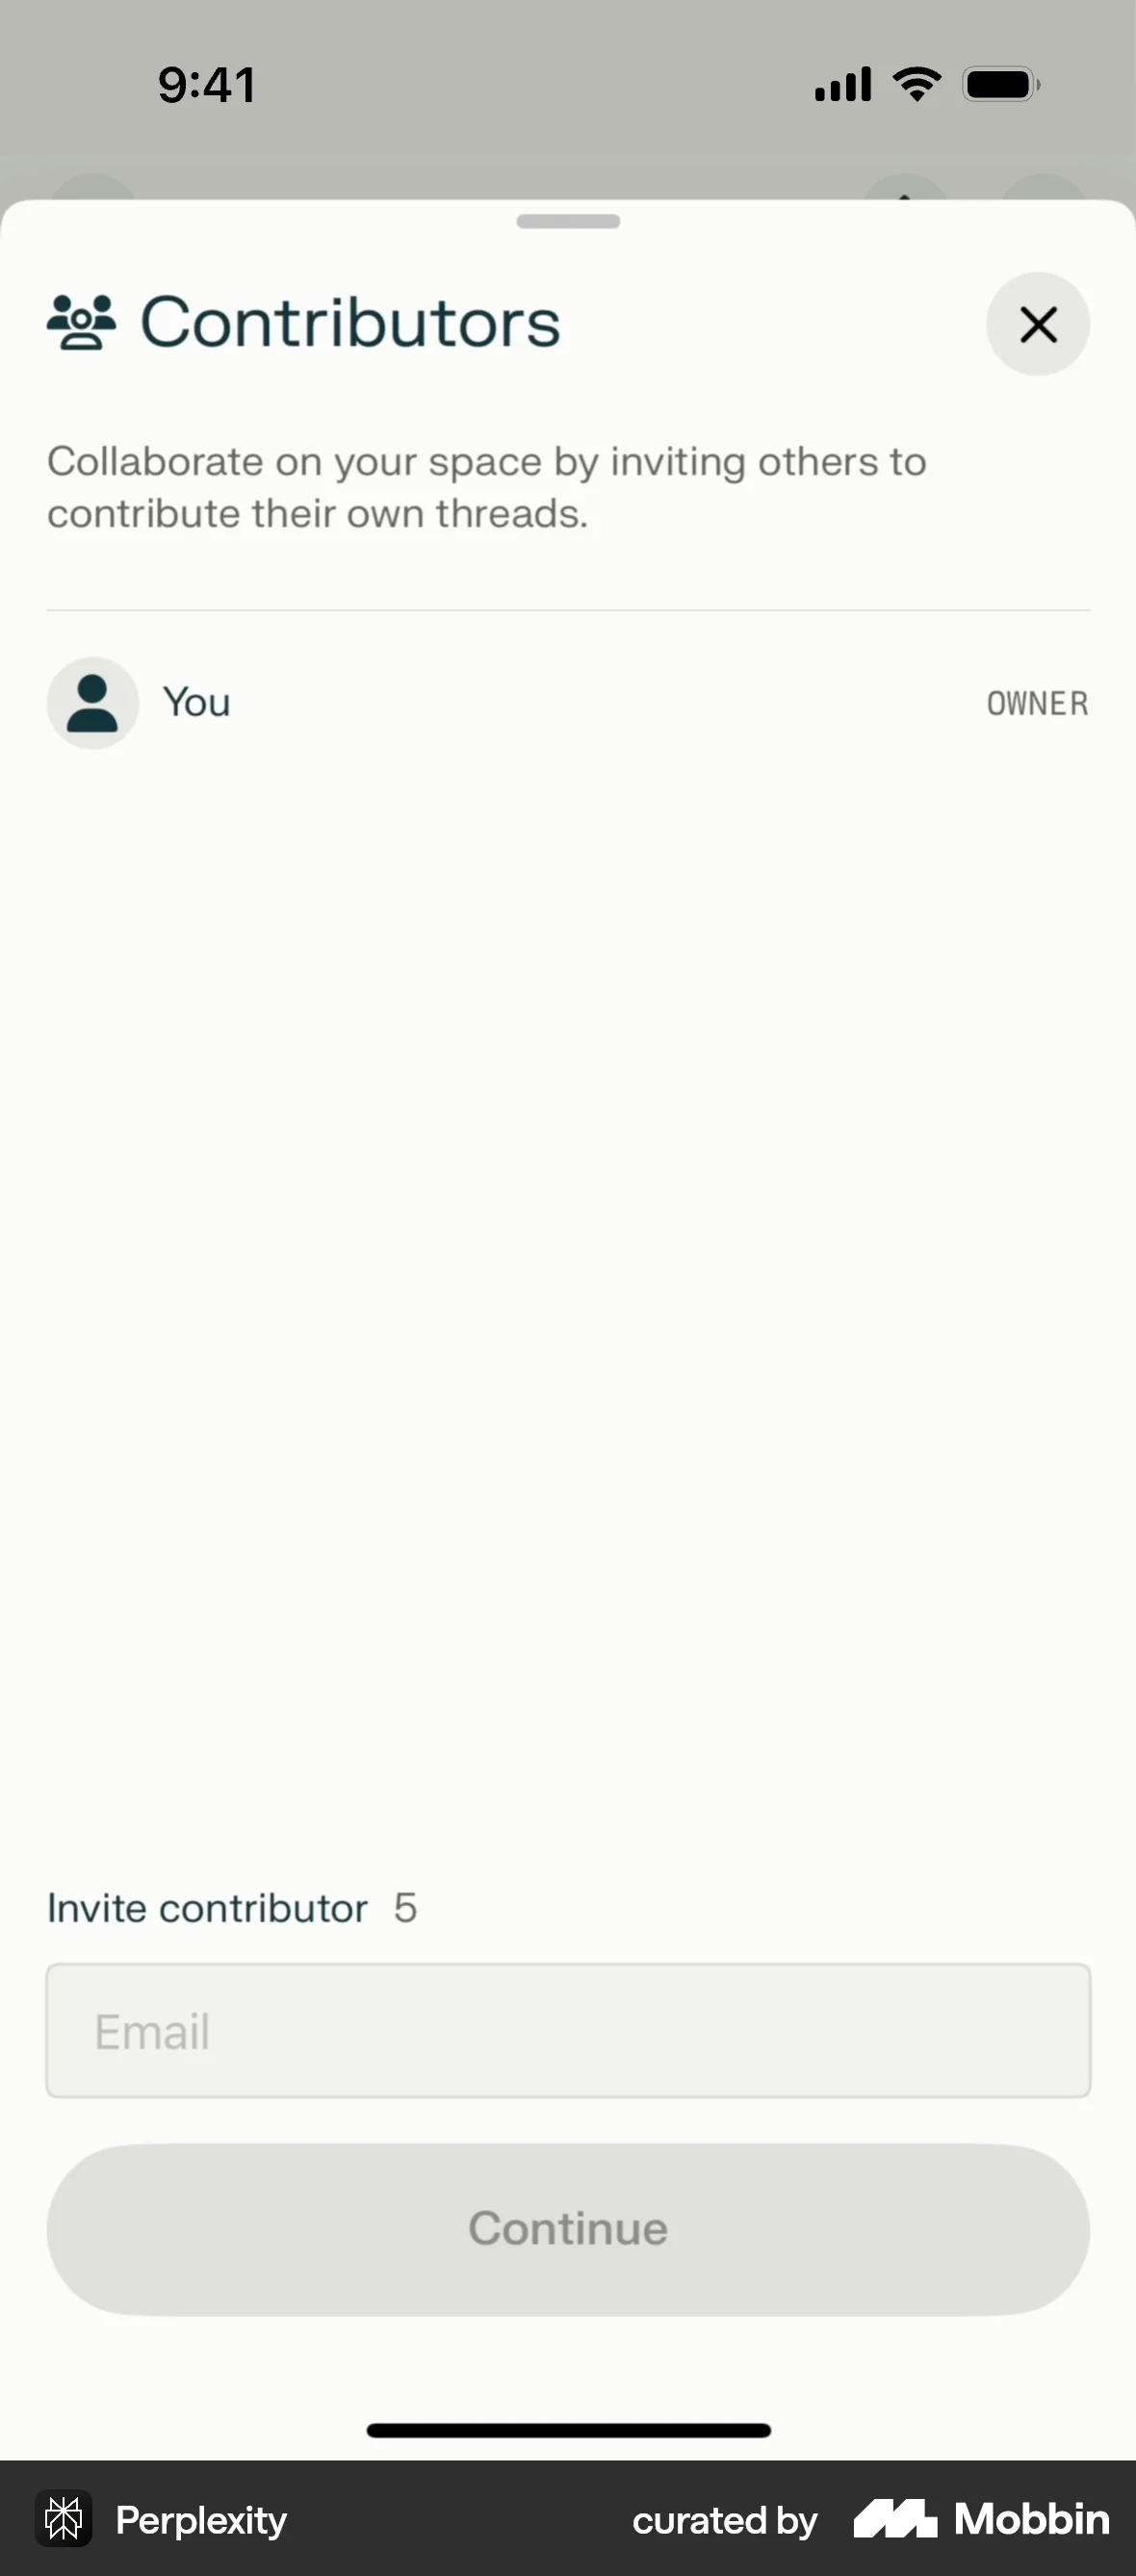 9:41
Contributors
Collaborate on your space by inviting others to
contribute their own threads.
You
OWNER
Invite contributor 5
Email
Continue
Perplexity
curated by Mobbin